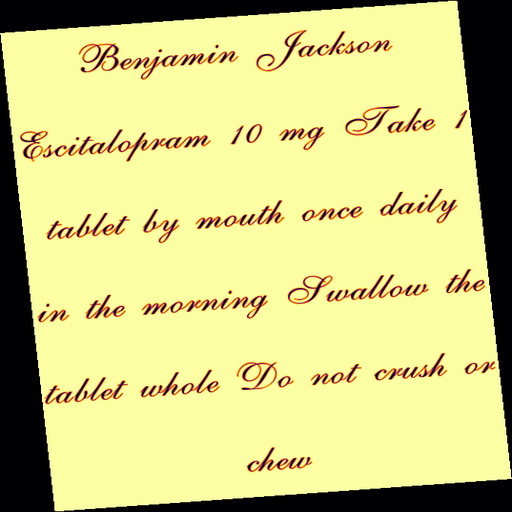 Benjamin Jackson
Escitalopram 10 mg Take 1
tablet by mouth once daily
in the morning Swallow the
tablet whole Do not crush or
chew